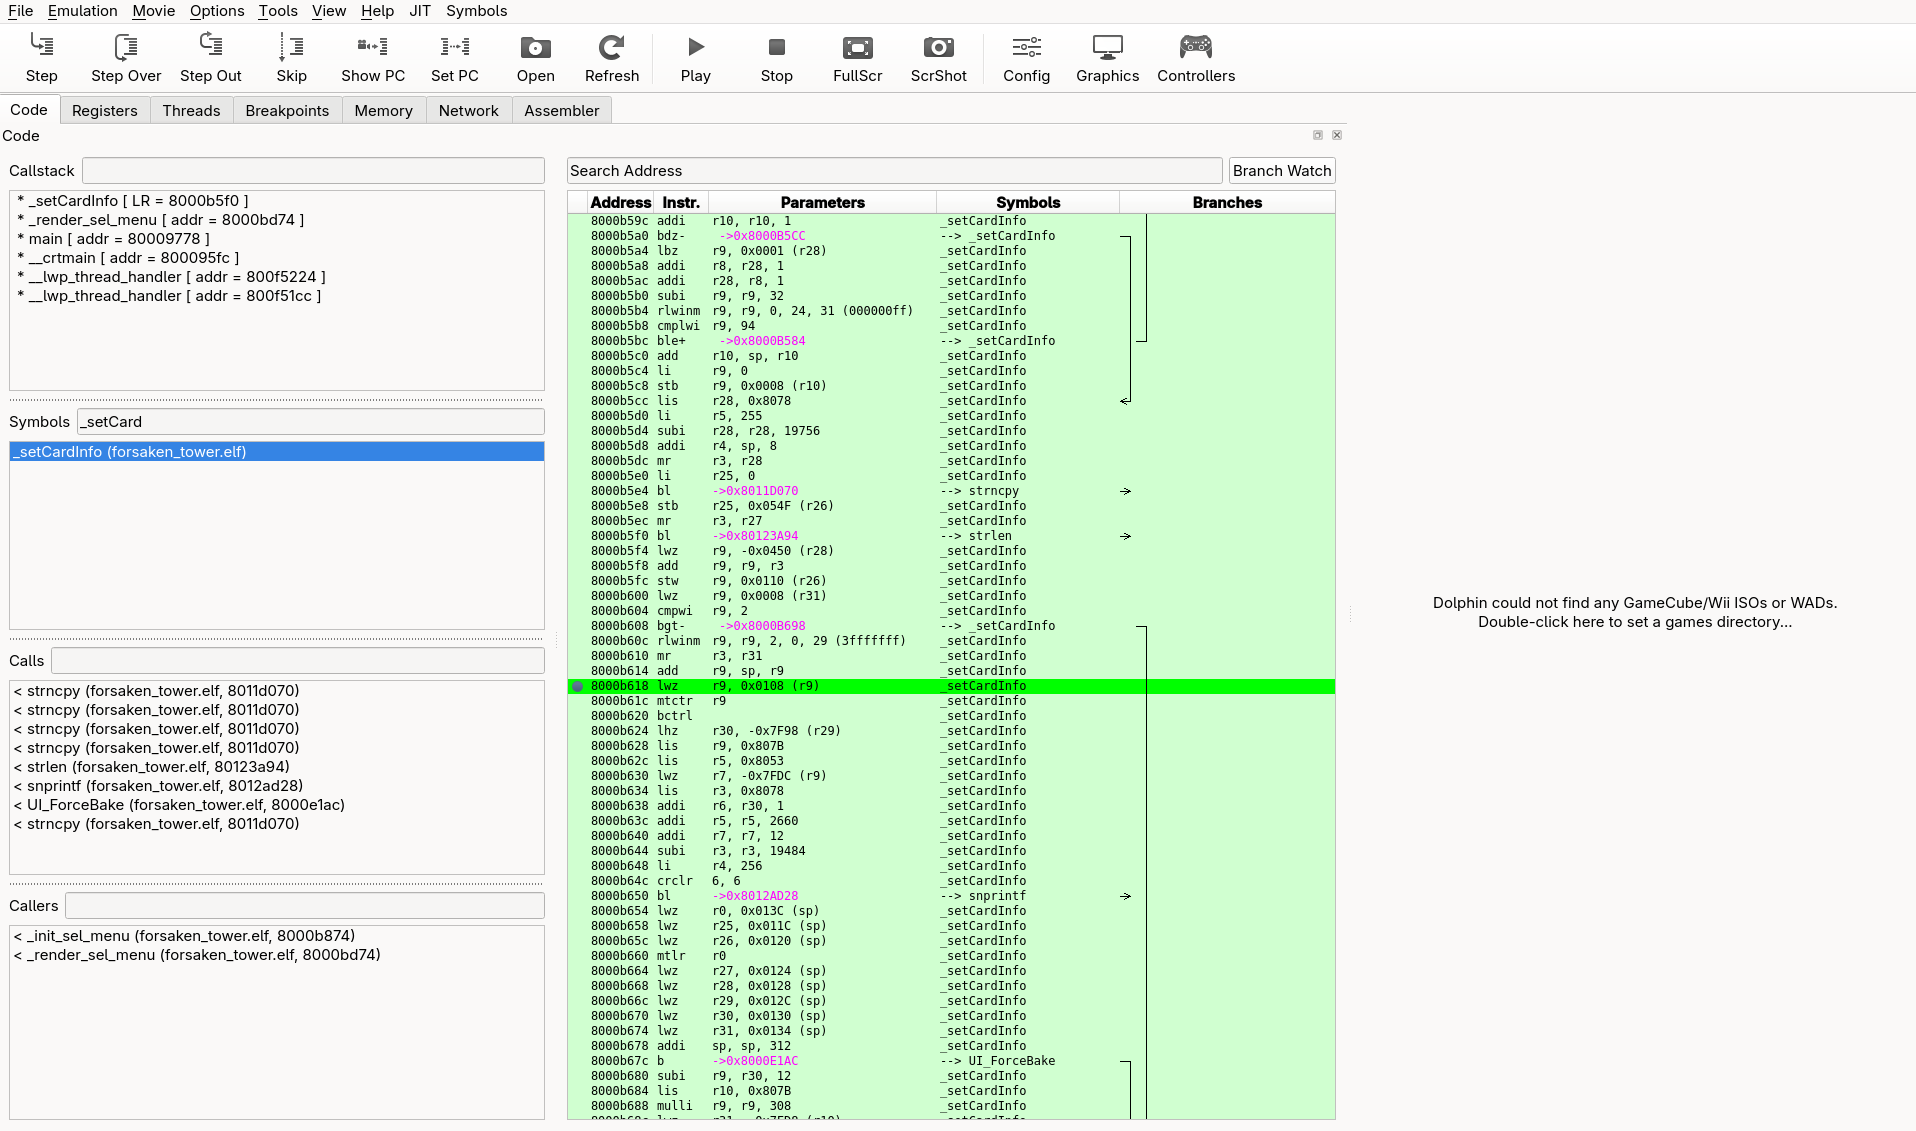 File Emulation Movie Options Tools View Help JIT Symbols
Step Step Over Step Out Skip Show PC Set PC Open Refresh Play Stop FullScr ScrShot Config Graphics Controllers
Code Registers Threads Breakpoints Memory Network Assembler
Code
Callstack
* _setCardInfo [ LR = 8000b5f0 ]
* _render_sel_menu [ addr = 8000bd74 ]
* main [ addr = 80009778 ]
* __crtmain [ addr = 800095fc ]
* __lwp_thread_handler [ addr = 800f5224 ]
* __lwp_thread_handler [ addr = 800f51cc ]
Symbols _setCard
_setCardInfo (forsaken_tower.elf)
Calls
< strncpy (forsaken_tower.elf, 8011d070)
< strncpy (forsaken_tower.elf, 8011d070)
< strncpy (forsaken_tower.elf, 8011d070)
< strncpy (forsaken_tower.elf, 8011d070)
< strlen (forsaken_tower.elf, 80123a94)
< snprintf (forsaken_tower.elf, 8012ad28)
< UI_ForceBake (forsaken_tower.elf, 8000e1ac)
< strncpy (forsaken_tower.elf, 8011d070)
Callers
< _init_sel_menu (forsaken_tower.elf, 8000b874)
< _render_sel_menu (forsaken_tower.elf, 8000bd74)
Search Address Branch Watch
Address Instr. Parameters Symbols Branches
8000b59c addi r10, r10, 1 _setCardInfo
8000b5a0 bdz- ->0x8000B5CC --> _setCardInfo
8000b5a4 lbz r9, 0x0001 (r28) _setCardInfo
8000b5a8 addi r8, r28, 1 _setCardInfo
8000b5ac addi r28, r8, 1 _setCardInfo
8000b5b0 subi r9, r9, 32 _setCardInfo
8000b5b4 rlwinm r9, r9, 0, 24, 31 (000000ff) _setCardInfo
8000b5b8 cmplwi r9, 94 _setCardInfo
8000b5bc ble+ ->0x8000B584 --> _setCardInfo
8000b5c0 add r10, sp, r10 _setCardInfo
8000b5c4 li r9, 0 _setCardInfo
8000b5c8 stb r9, 0x0008 (r10) _setCardInfo
8000b5cc lis r28, 0x8078 _setCardInfo
8000b5d0 li r5, 255 _setCardInfo
8000b5d4 subi r28, r28, 19756 _setCardInfo
8000b5d8 addi r4, sp, 8 _setCardInfo
8000b5dc mr r3, r28 _setCardInfo
8000b5e0 li r25, 0 _setCardInfo
8000b5e4 bl ->0x8011D070 --> strncpy
8000b5e8 stb r25, 0x054F (r26) _setCardInfo
8000b5ec mr r3, r27 _setCardInfo
8000b5f0 bl ->0x80123A94 --> strlen
8000b5f4 lwz r9, -0x0450 (r28) _setCardInfo
8000b5f8 add r9, r9, r3 _setCardInfo
8000b5fc stw r9, 0x0110 (r26) _setCardInfo
8000b600 lwz r9, 0x0008 (r31) _setCardInfo
8000b604 cmpwi r9, 2 _setCardInfo
8000b608 bgt- ->0x8000B698 --> _setCardInfo
8000b60c rlwinm r9, r9, 2, 0, 29 (3fffffff) _setCardInfo
8000b610 mr r3, r31 _setCardInfo
8000b614 add r9, sp, r9 _setCardInfo
8000b618 lwz r9, 0x0108 (r9) _setCardInfo
8000b61c mtctr r9 _setCardInfo
8000b620 bctrl _setCardInfo
8000b624 lhz r30, -0x7F98 (r29) _setCardInfo
8000b628 lis r9, 0x807B _setCardInfo
8000b62c lis r5, 0x8053 _setCardInfo
8000b630 lwz r7, -0x7FDC (r9) _setCardInfo
8000b634 lis r3, 0x8078 _setCardInfo
8000b638 addi r6, r30, 1 _setCardInfo
8000b63c addi r5, r5, 2660 _setCardInfo
8000b640 addi r7, r7, 12 _setCardInfo
8000b644 subi r3, r3, 19484 _setCardInfo
8000b648 li r4, 256 _setCardInfo
8000b64c crclr 6, 6 _setCardInfo
8000b650 bl ->0x8012AD28 --> snprintf
8000b654 lwz r0, 0x013C (sp) _setCardInfo
8000b658 lwz r25, 0x011C (sp) _setCardInfo
8000b65c lwz r26, 0x0120 (sp) _setCardInfo
8000b660 mtlr r0 _setCardInfo
8000b664 lwz r27, 0x0124 (sp) _setCardInfo
8000b668 lwz r28, 0x0128 (sp) _setCardInfo
8000b66c lwz r29, 0x012C (sp) _setCardInfo
8000b670 lwz r30, 0x0130 (sp) _setCardInfo
8000b674 lwz r31, 0x0134 (sp) _setCardInfo
8000b678 addi sp, sp, 312 _setCardInfo
8000b67c b ->0x8000E1AC --> UI_ForceBake
8000b680 subi r9, r30, 12 _setCardInfo
8000b684 lis r10, 0x807B _setCardInfo
8000b688 mulli r9, r9, 308 _setCardInfo
Dolphin could not find any GameCube/Wii ISOs or WADs.
Double-click here to set a games directory...